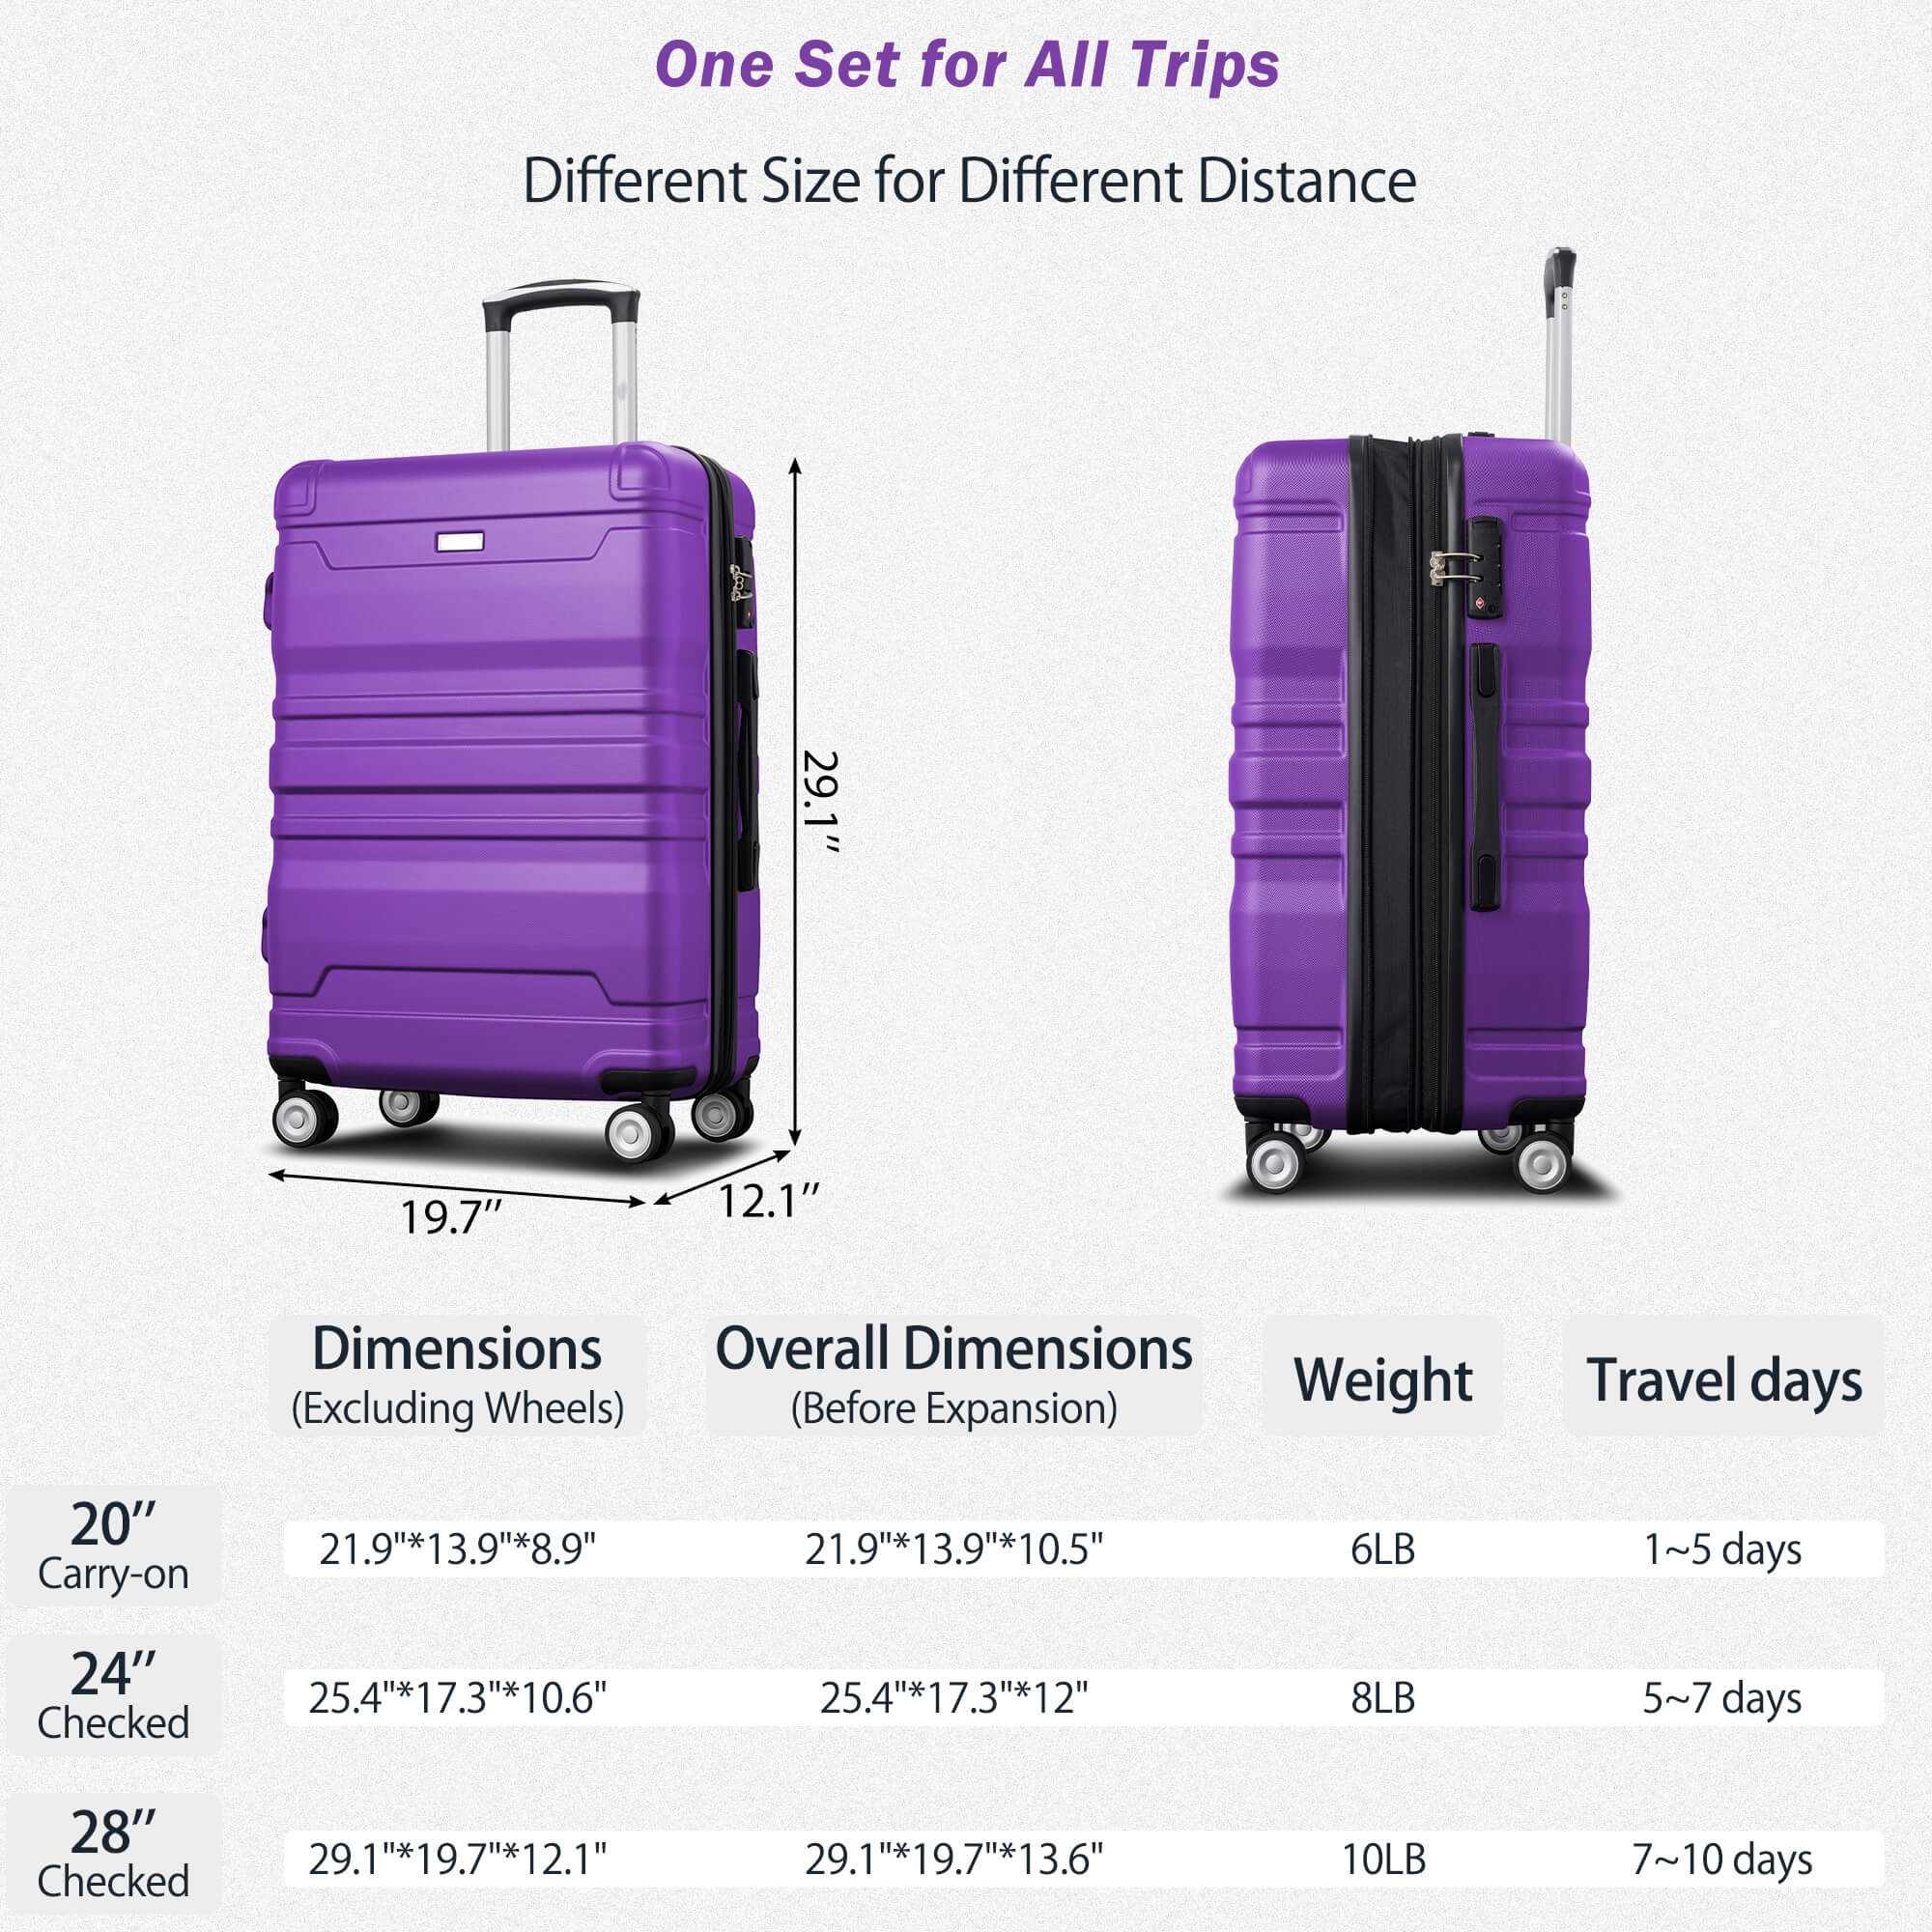 One Set for All Trips
Different Size for Different Distance
29.1’’
19.7’’
12.1’’
Dimensions
(Excluding Wheels)
Overall Dimensions
(Before Expansion)
Weight
Travel days
20’’
Carry-on
21.9"*13.9"*8.9"
21.9"*13.9"*10.5"
6LB
1~5 days
24’’
Checked
25.4"*17.3"*10.6"
25.4"*17.3"*12"
8LB
5~7 days
28’’
Checked
29.1"*19.7"*12.1"
29.1"*19.7"*13.6"
10LB
7~10 days